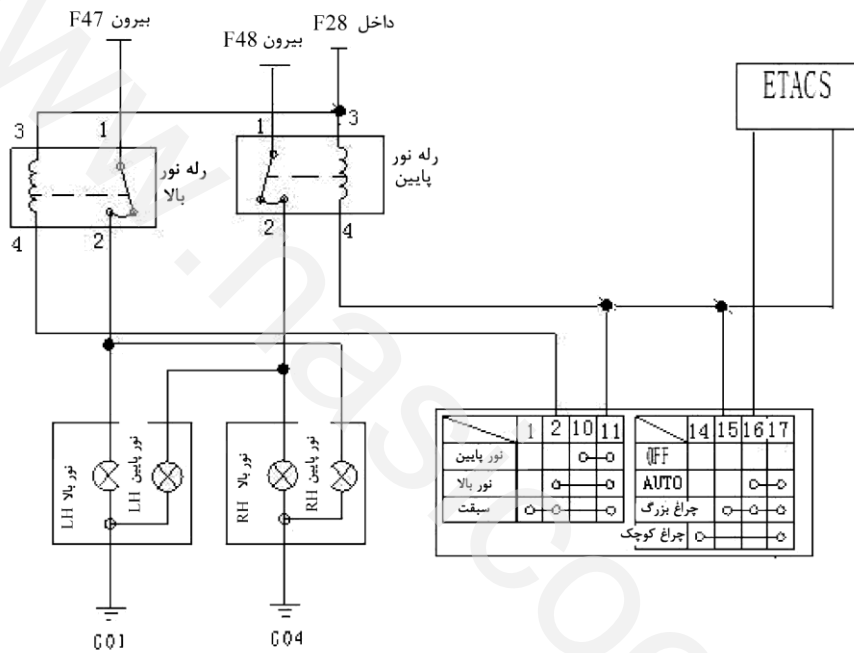 F47 بیرون
F48 بیرون
F28 داخل
ETACS
3
1
رله نور بالا
2
4
1
3
رله نور پایین
2
4
نور بالا LH
نور پایین LH
نور بالا RH
نور پایین RH
G01
G04
1 2 10 11
نور پایین
نور بالا
سبقت
14 15 16 17
OFF
AUTO
چراغ بزرگ
چراغ کوچک